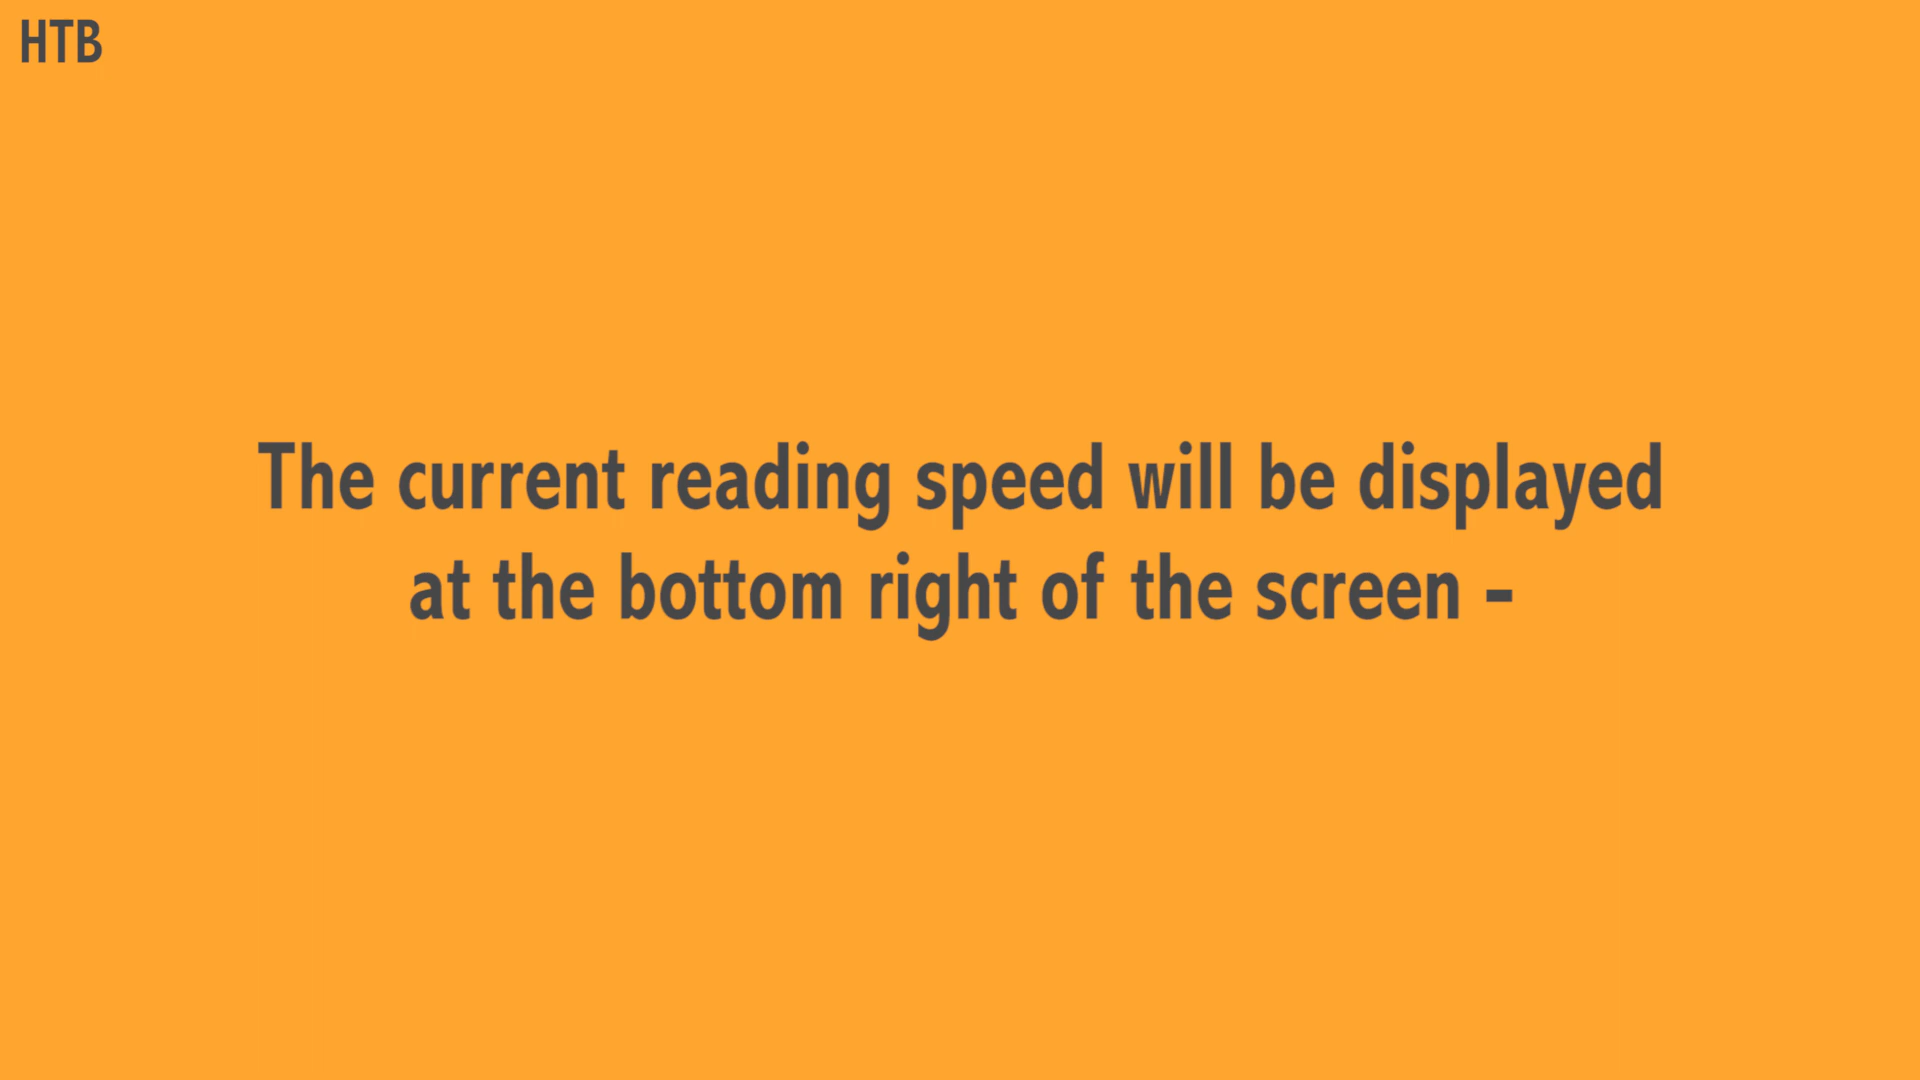 HTB
The current reading speed will be displayed
at the bottom right of the screen -